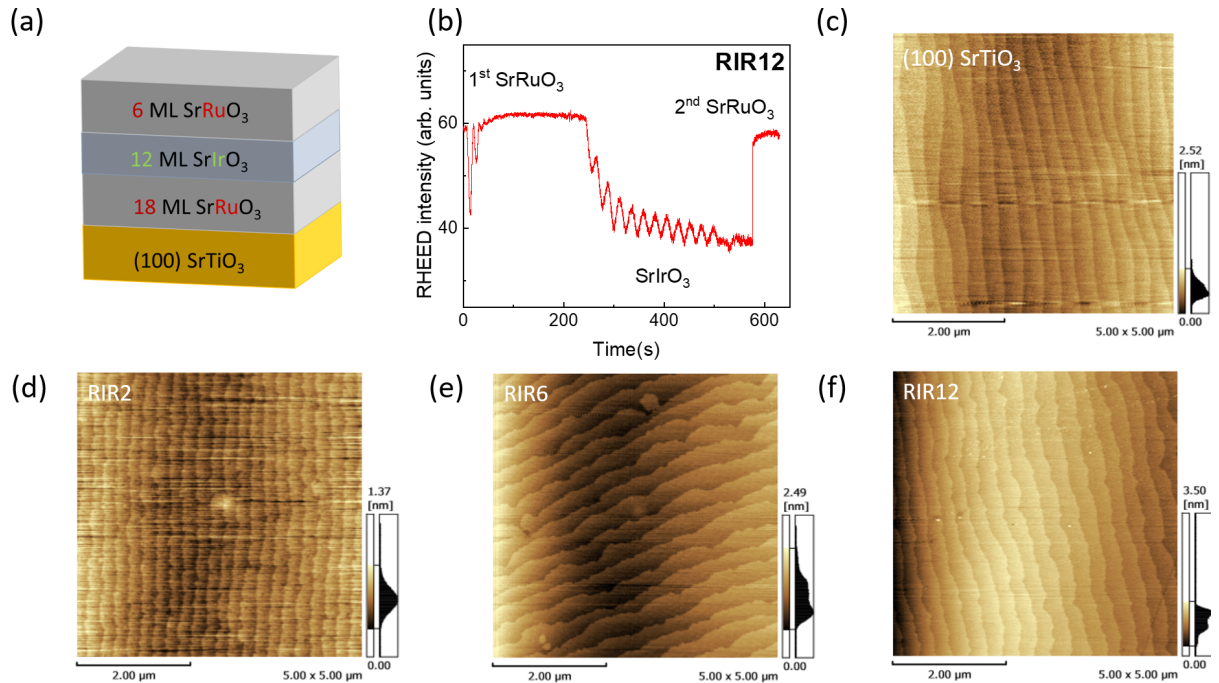 (a)
6 ML SrRuO₃
12 ML SrIrO₃
18 ML SrRuO₃
(100) SrTiO₃
(b)
RIR12
1st SrRuO₃
2nd SrRuO₃
SrIrO₃
RHEED intensity (arb. units)
60
40
0
200
400
600
Time(s)
(c)
(100) SrTiO₃
2.52
[nm]
0.00
2.00 µm
5.00 x 5.00 µm
(d)
RIR2
1.37
[nm]
0.00
2.00 µm
5.00 x 5.00 µm
(e)
RIR6
2.49
[nm]
0.00
2.00 µm
5.00 x 5.00 µm
(f)
RIR12
3.50
[nm]
0.00
2.00 µm
5.00 x 5.00 µm